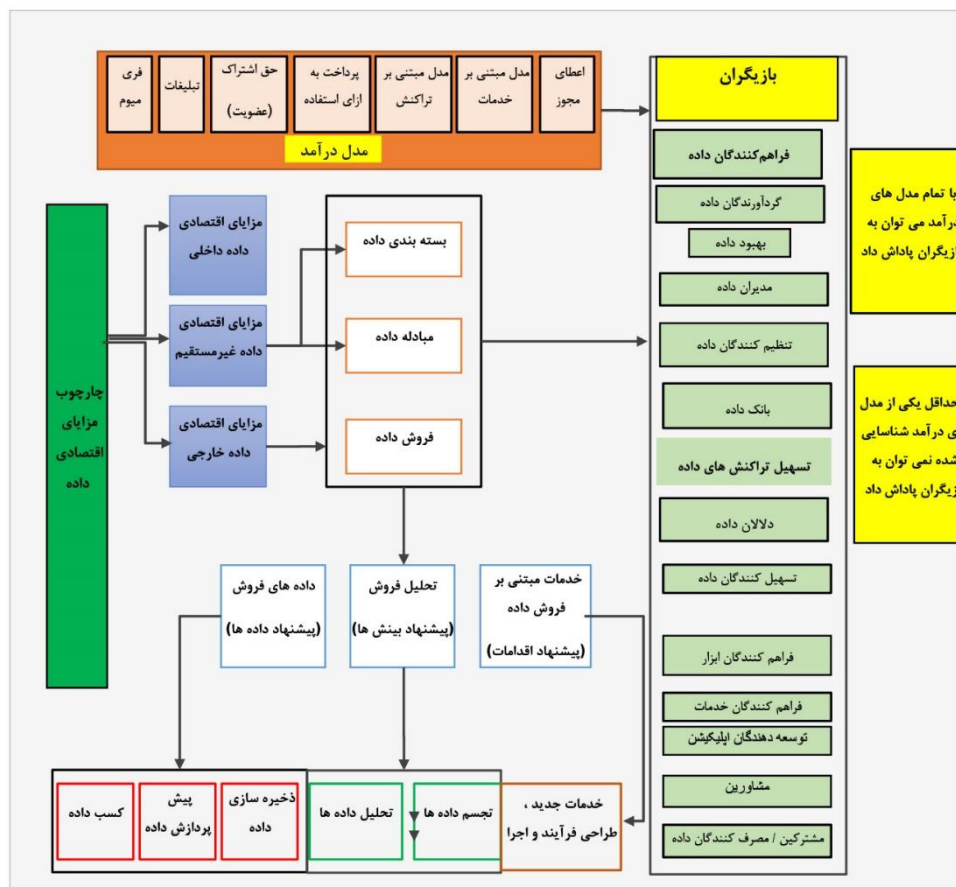 اعطای
مجوز
مدل مبتنی بر
خدمات
مدل مبتنی بر
تراکنش
پرداخت به
ازای استفاده
حق اشتراک
(عضویت)
تبلیغات
فری
میوم
مدل درآمد
بازیگران
فراهم‌کنندگان داده
گردآورندگان داده
بهبود داده
مدیران داده
تنظیم کنندگان داده
بانک داده
تسهیل تراکنش های داده
دلالان داده
تسهیل کنندگان داده
فراهم کنندگان ابزار
فراهم کنندگان خدمات
توسعه دهندگان اپلیکیشن
مشاورین
مشترکین / مصرف کنندگان داده
با تمام مدل های
درآمد می توان به
ازیگران پاداش داد
حداقل یکی از مدل
ی درآمد شناسایی
شده نمی توان به
زیگران پاداش داد
چارچوب
مزایای
اقتصادی
داده
مزایای اقتصادی
داده داخلی
مزایای اقتصادی
داده غیرمستقیم
مزایای اقتصادی
داده خارجی
بسته بندی داده
مبادله داده
فروش داده
خدمات مبتنی بر
فروش داده
(پیشنهاد اقدامات)
تحلیل فروش
(پیشنهاد بینش ها)
داده های فروش
(پیشنهاد داده ها)
خدمات جدید ،
طراحی فرآیند و اجرا
تجسم داده ها
تحلیل داده ها
ذخیره سازی
داده
پیش
پردازش داده
کسب داده